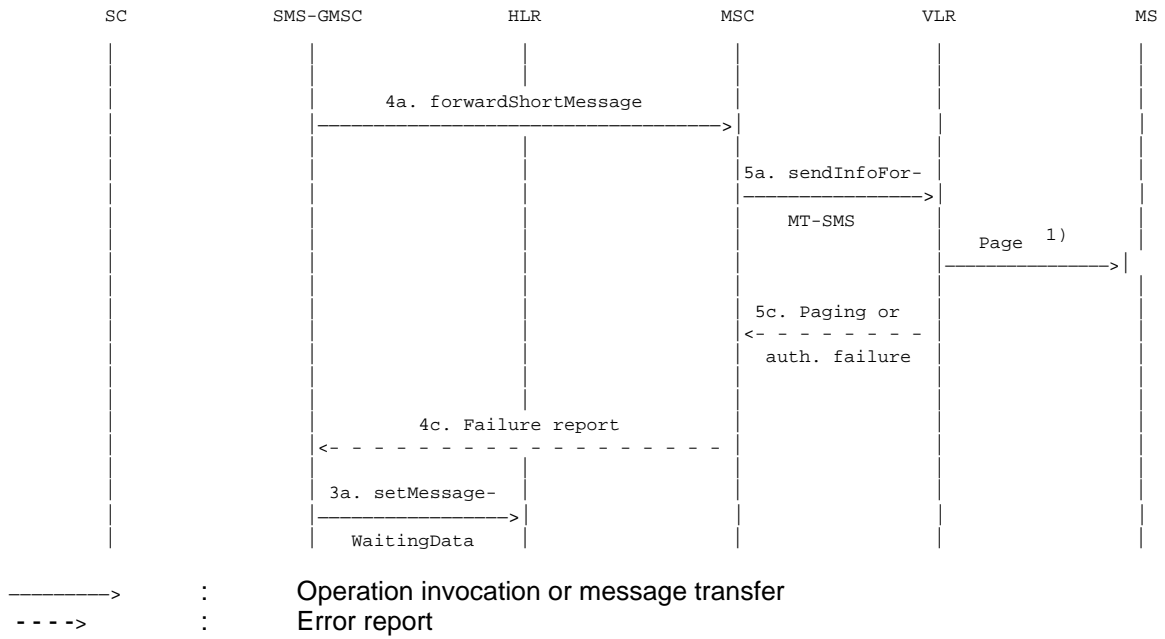 SC SMS-GMSC HLR MSC VLR MS
4a. forwardShortMessage
5a. sendInfoFor-
MT-SMS
Page 1)
5c. Paging or
auth. failure
4c. Failure report
3a. setMessage-
WaitingData
: Operation invocation or message transfer
: Error report